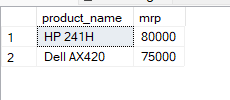 product_name mrp
1 HP 241H 80000
2 Dell AX420 75000